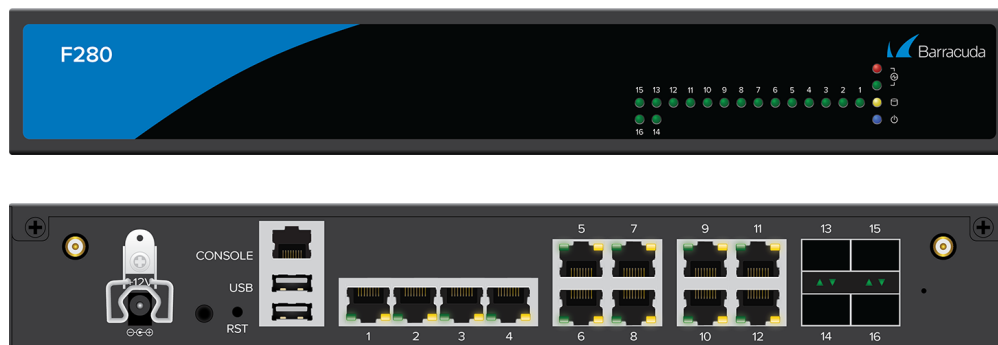 F280
Barracuda
15 13 12 11 10 9 8 7 6 5 4 3 2 1
16 14
5 7 9 11 13 15
CONSOLE
+12V
USB
RST
1 2 3 4 6 8 10 12 14 16